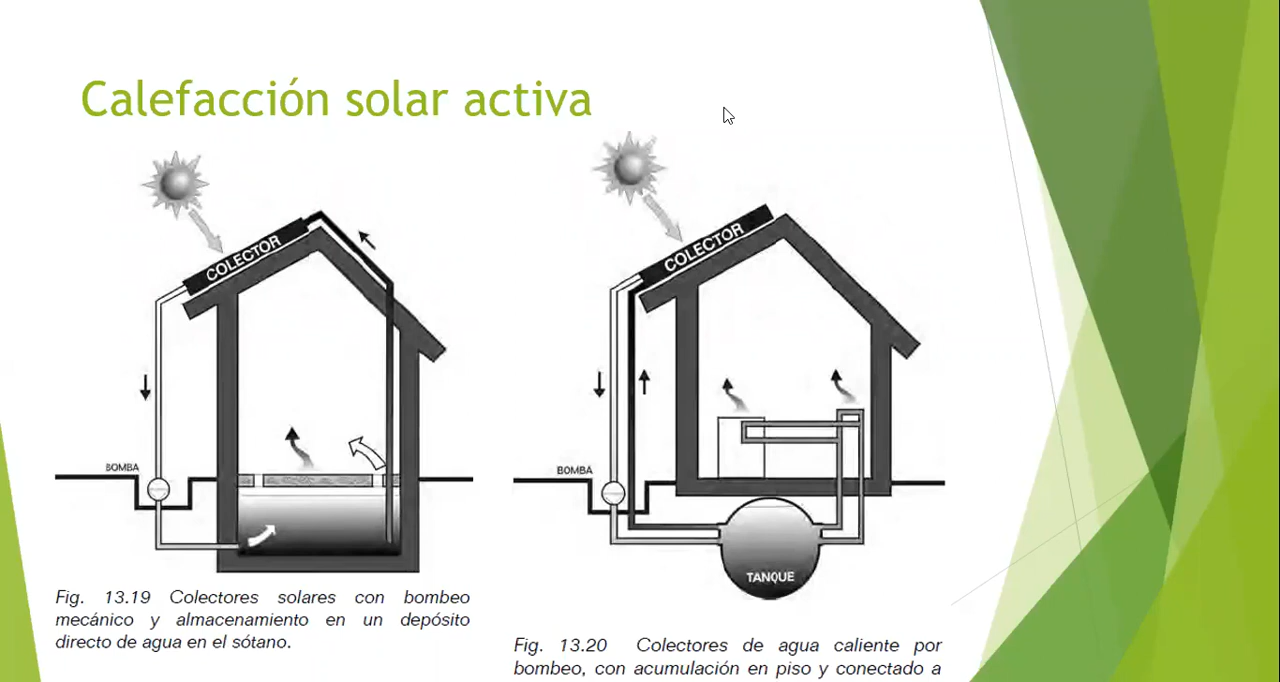 Calefacción solar activa
COLECTOR
BOMBA
Fig. 13.19 Colectores solares con bombeo
mecánico y almacenamiento en un depósito
directo de agua en el sótano.
COLECTOR
BOMBA
TANQUE
Fig. 13.20 Colectores de agua caliente por
bombeo, con acumulación en piso y conectado a